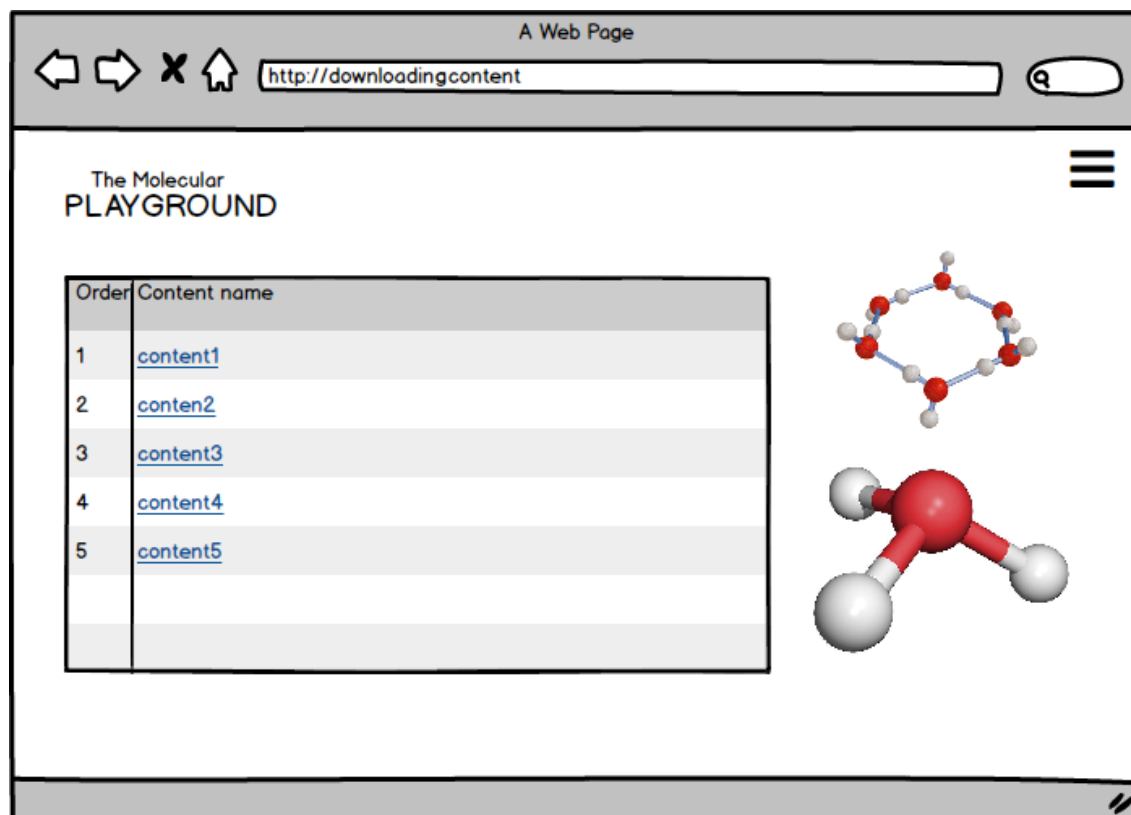 A Web Page
http://downloadingcontent
The Molecular
PLAYGROUND
Order Content name
1 content1
2 conten2
3 content3
4 content4
5 content5